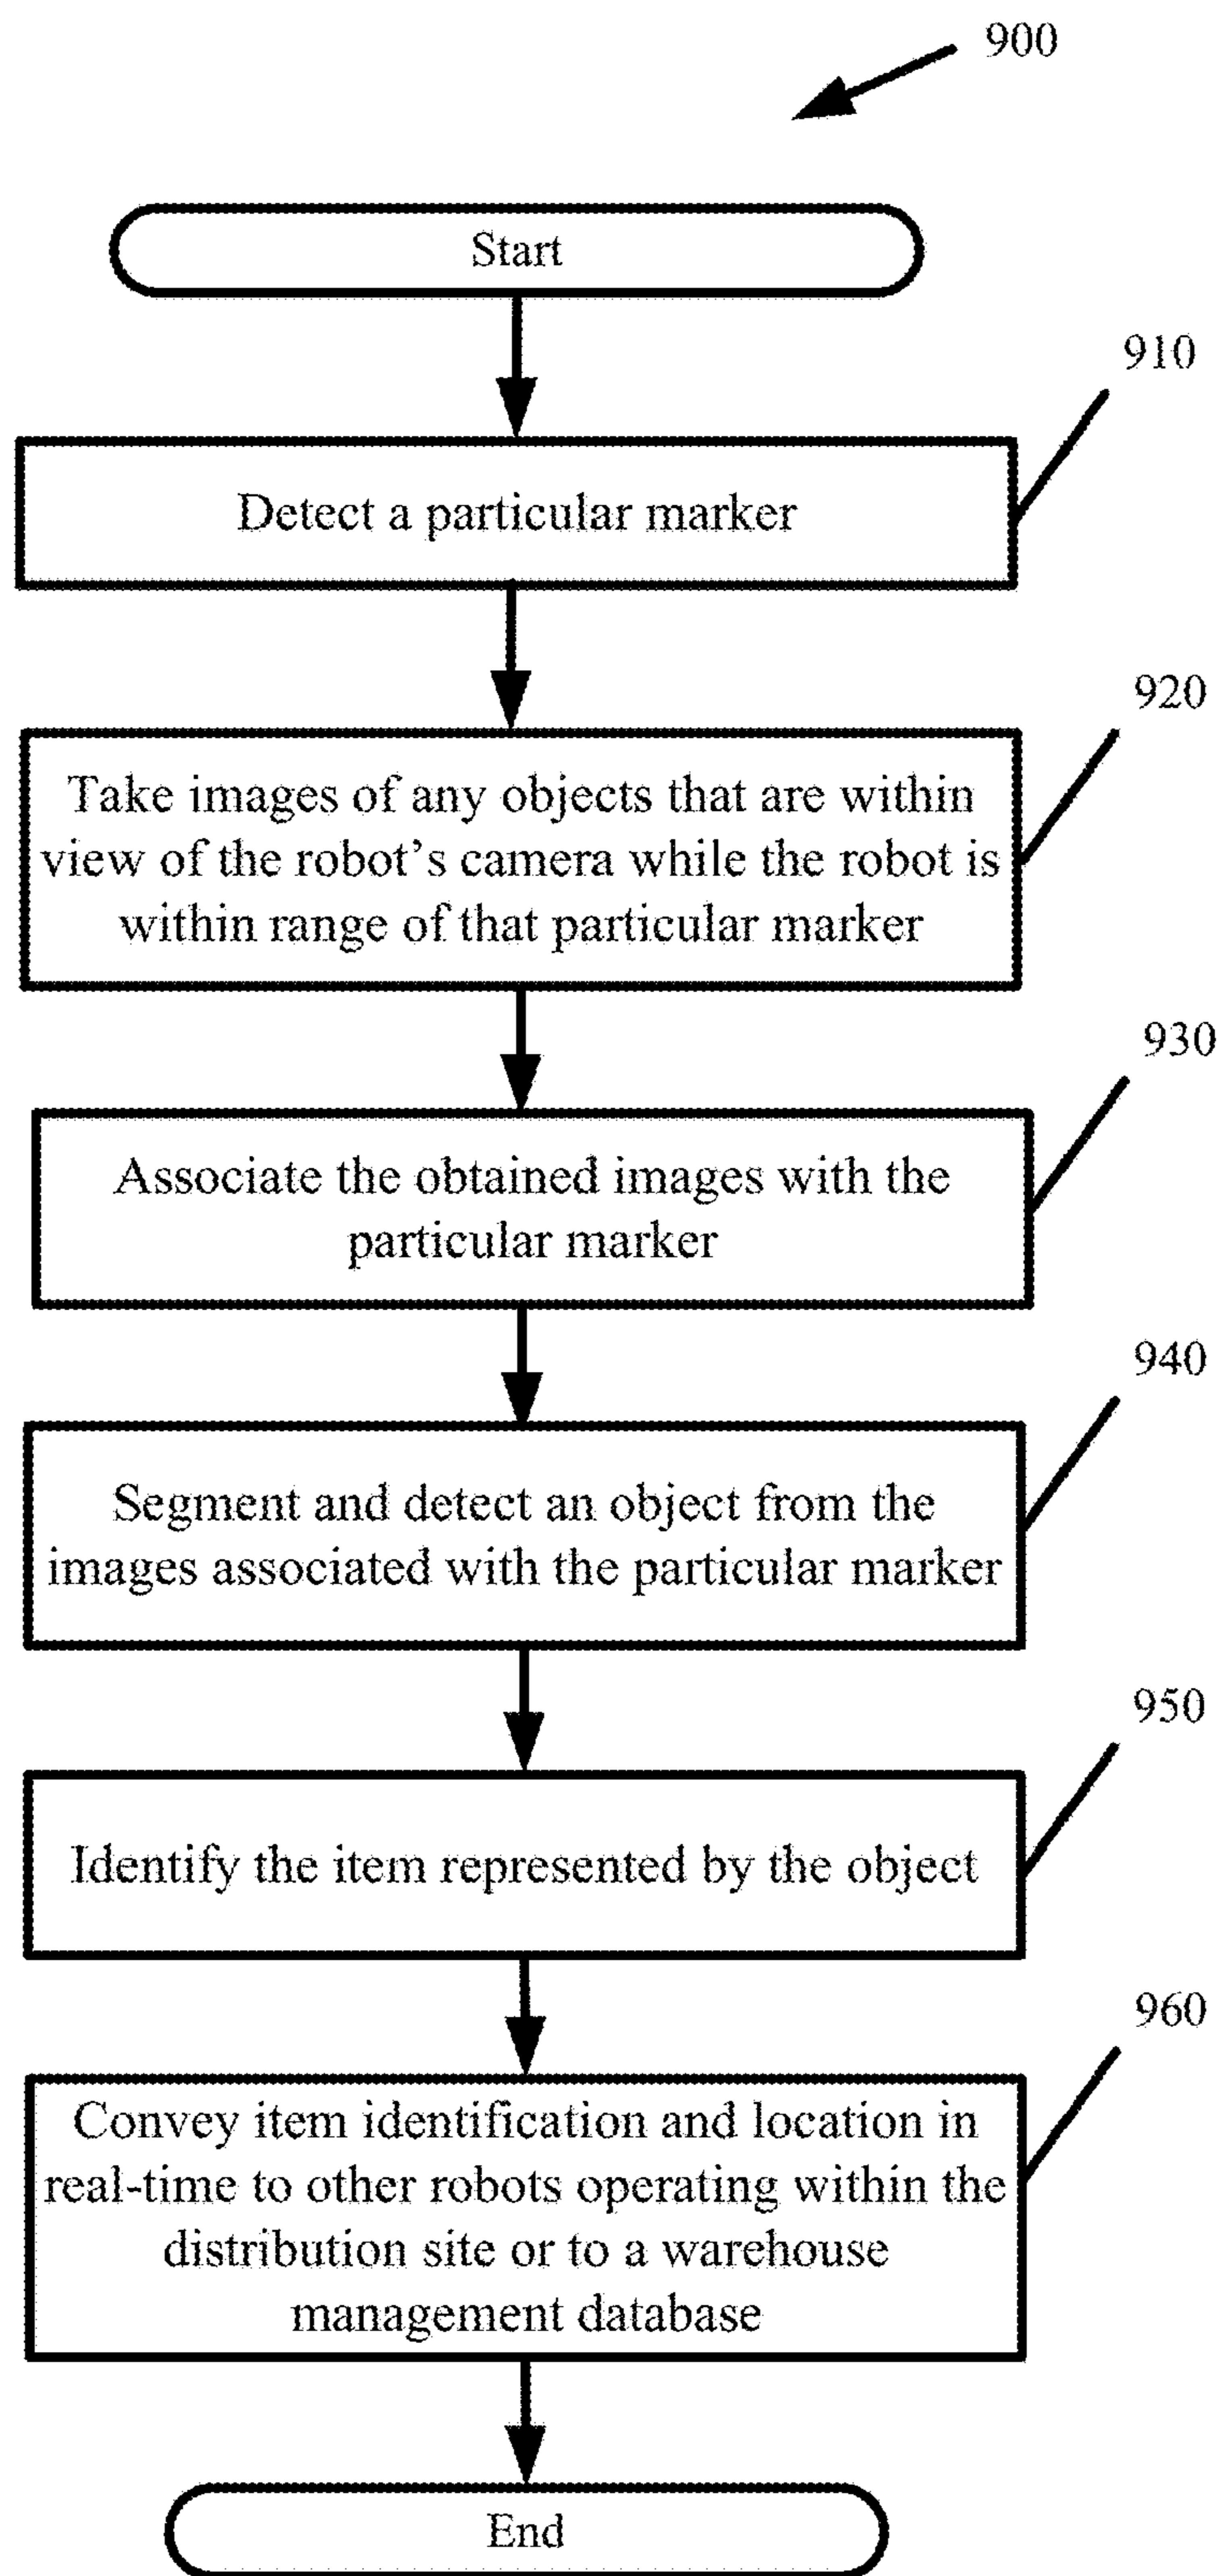 900
Start
910
Detect a particular marker
920
Take images of any objects that are within
view of the robot's camera while the robot is
within range of that particular marker
930
Associate the obtained images with the
particular marker
940
Segment and detect an object from the
images associated with the particular marker
950
Identify the item represented by the object
960
Convey item identification and location in
real-time to other robots operating within the
distribution site or to a warehouse
management database
End